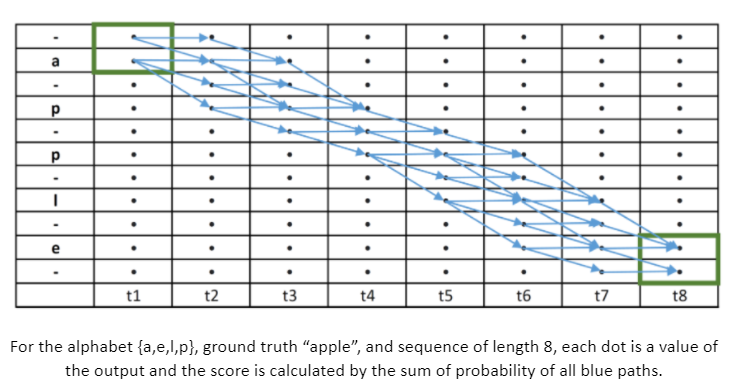 -
a
-
p
-
p
-
l
-
e
-
t1 t2 t3 t4 t5 t6 t7 t8
For the alphabet {a,e,l,p}, ground truth “apple”, and sequence of length 8, each dot is a value of
the output and the score is calculated by the sum of probability of all blue paths.